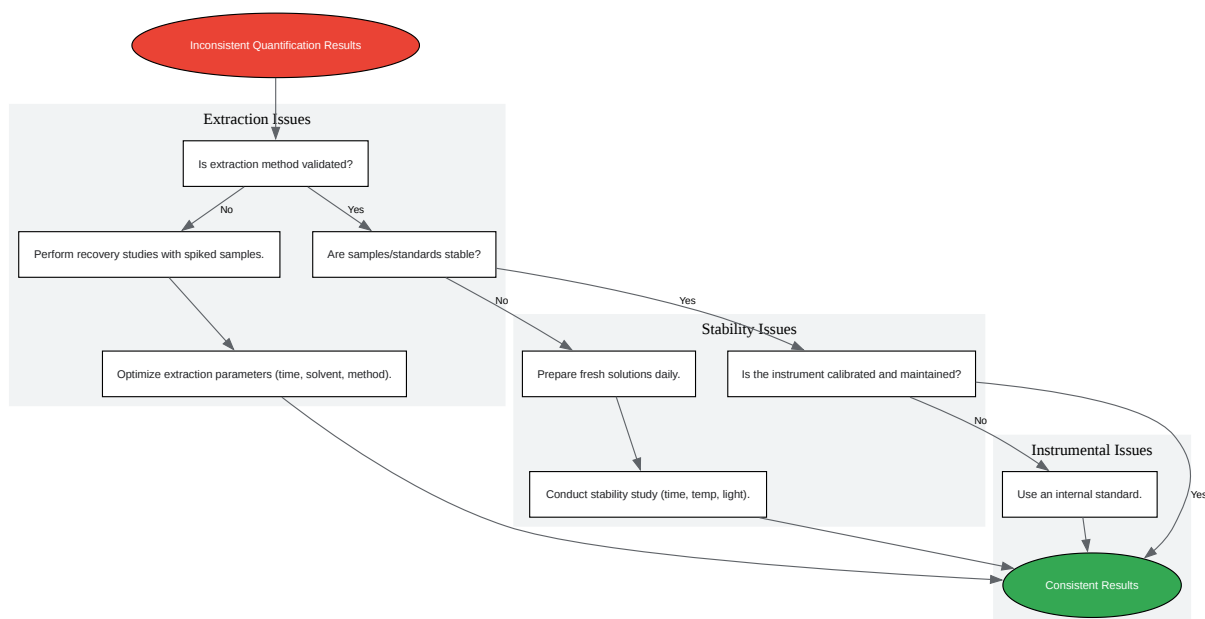 Inconsistent Quantification Results
Extraction Issues
Is extraction method validated?
No
Yes
Perform recovery studies with spiked samples.
Are samples/standards stable?
No
Yes
Stability Issues
Optimize extraction parameters (time, solvent, method).
Prepare fresh solutions daily.
Is the instrument calibrated and maintained?
No
Instrumental Issues
Conduct stability study (time, temp, light).
Use an internal standard.
Yes
Consistent Results